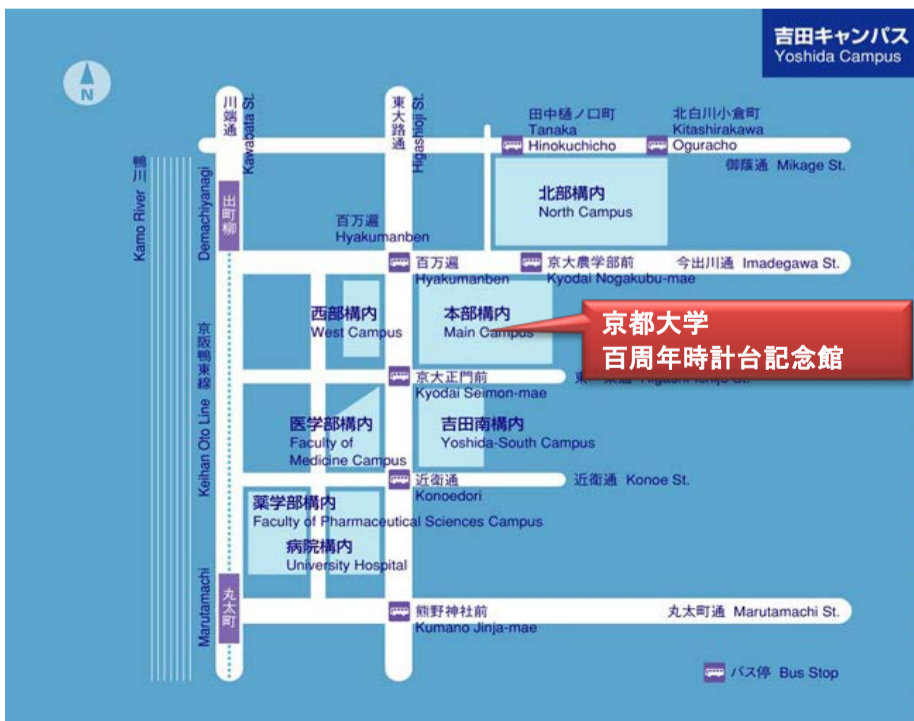 吉田キャンパス
Yoshida Campus
N
川端通
Kawabata St.
東大路通
Higashioji St.
田中樋ノ口町
Tanaka
Hinokuchicho
北白川小倉町
Kitashirakawa
Oguracho
御蔭通 Mikage St.
鴨川
Kamo River
出町柳
Demachiyanagi
北部構内
North Campus
百万遍
Hyakumanben
百万遍
Hyakumanben
京大農学部前
Kyodai Nogakubu-mae
今出川通 Imadegawa St.
西部構内
West Campus
本部構内
Main Campus
京都大学
百周年時計台記念館
京阪鴨東線
Keihan Oto Line
京大正門前
Kyodai Seimon-mae
医学部構内
Faculty of
Medicine Campus
吉田南構内
Yoshida-South Campus
近衛通
Konoedori
近衛通 Konoe St.
薬学部構内
Faculty of Pharmaceutical Sciences Campus
病院構内
University Hospital
丸太町
Marutamachi
熊野神社前
Kumano Jinja-mae
丸太町通 Marutamachi St.
バス停 Bus Stop